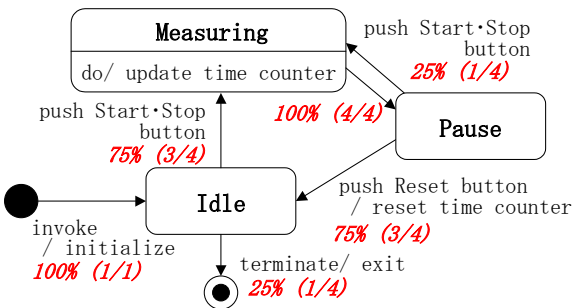 Measuring
do/ update time counter
push Start･Stop
button
25% (1/4)
100% (4/4)
Pause
push Start･Stop
button
75% (3/4)
Idle
push Reset button
/ reset time counter
75% (3/4)
invoke
/ initialize
100% (1/1)
terminate/ exit
25% (1/4)